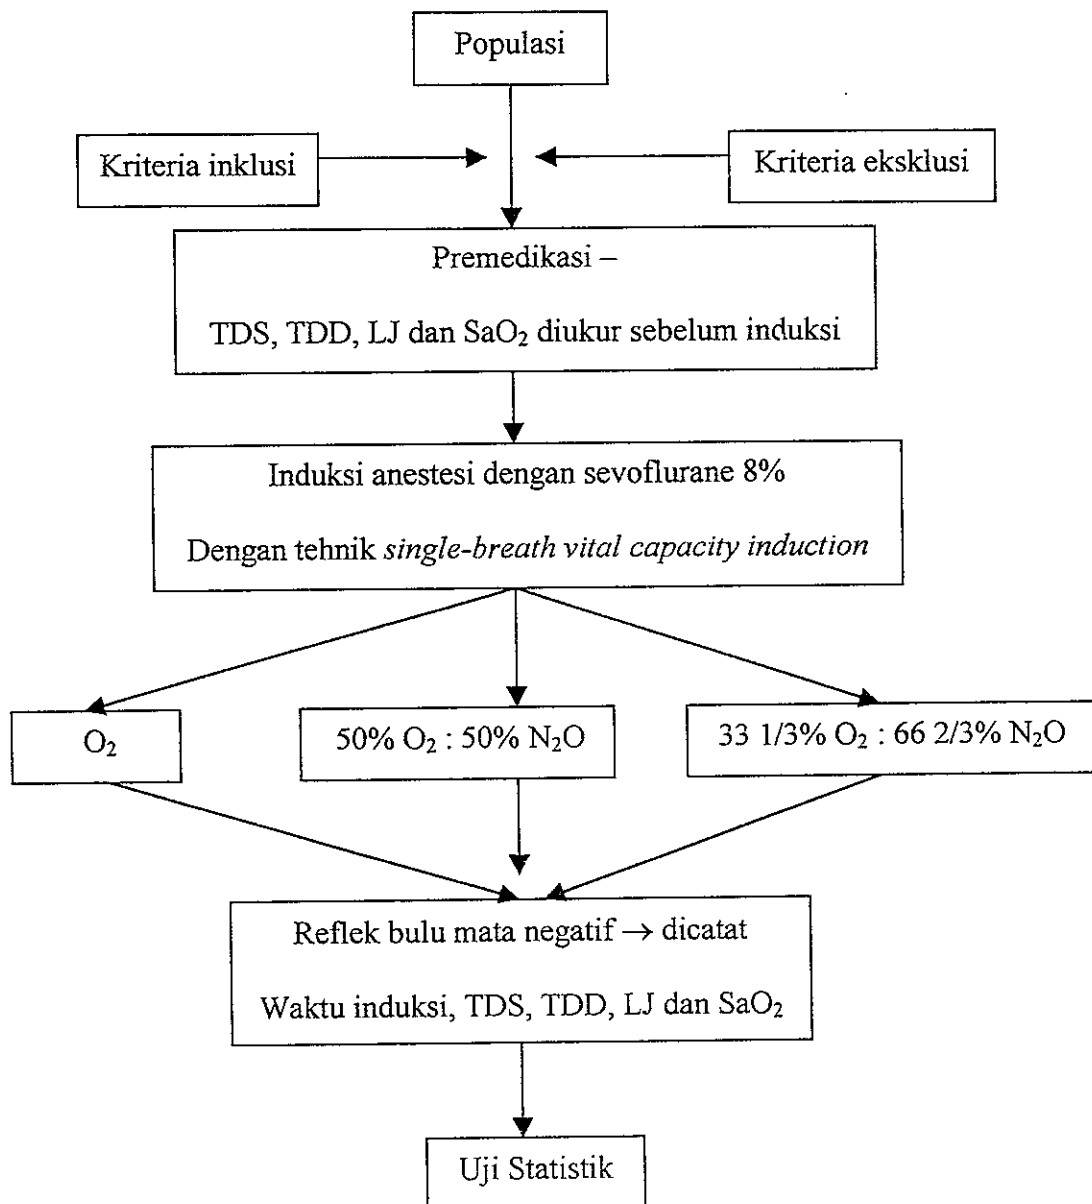 Populasi
Kriteria inklusi
Kriteria eksklusi
Premedikasi –
TDS, TDD, LJ dan SaO₂ diukur sebelum induksi
Induksi anestesi dengan sevoflurane 8%
Dengan tehnik single-breath vital capacity induction
O₂
50% O₂ : 50% N₂O
33 1/3% O₂ : 66 2/3% N₂O
Reflek bulu mata negatif → dicatat
Waktu induksi, TDS, TDD, LJ dan SaO₂
Uji Statistik